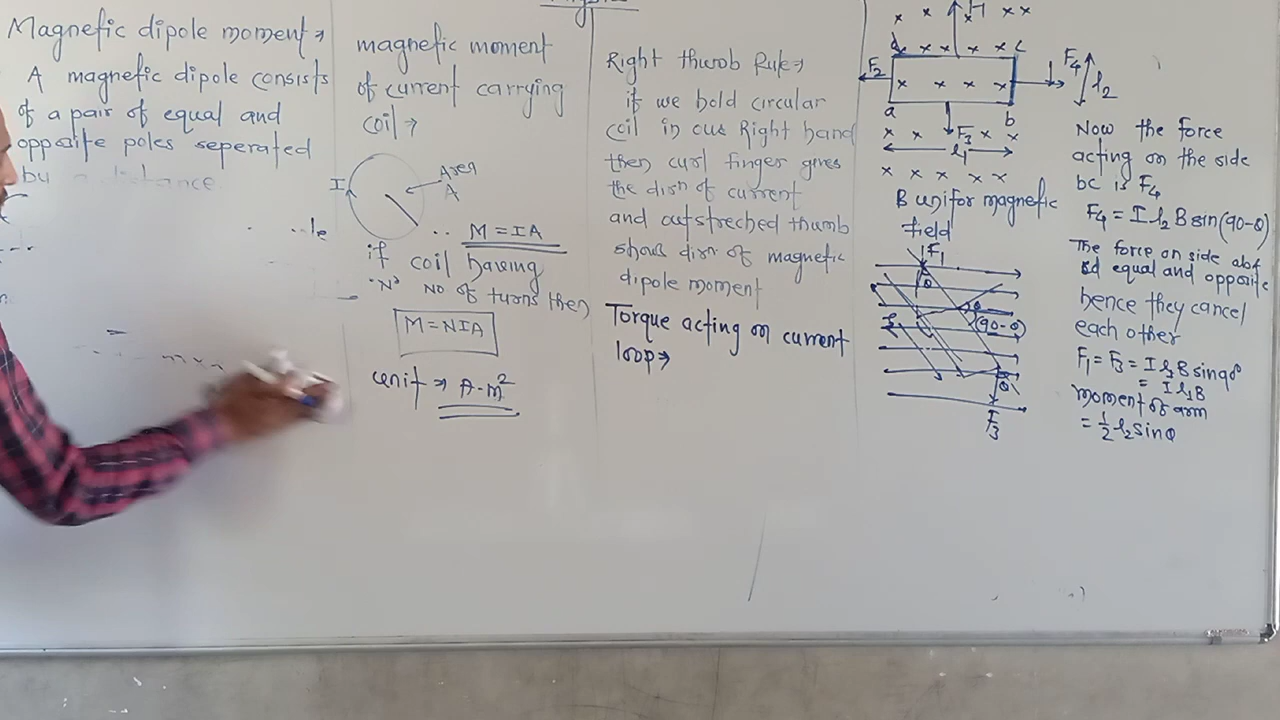 Magnetic dipole moment→
A magnetic dipole consists
of a pair of equal and
opposite poles seperated
by a distance
magnetic moment
of current carrying
coil→
I
Area
A
∴ M = IA
if coil having
"N" No of turns then
M = NIA
unit → A-m²
Right thumb Rule→
if we hold circular
coil in our Right hand
then curl finger gives
the dirn of current
and outstreched thumb
shows dirn of magnetic
dipole moment
Torque acting on current
loop→
x x x x x
d x x x x c
F2
x x x x
F4
l2
a
b
x x F3 x x
l1
x x x x x
B unifor magnetic
field
F1
θ
θ
(90-θ)
θ
F3
Now the force
acting on the side
bc is F4
F4 = I l2 B sin(90-θ)
The force on side
equal and opposite
hence they cancel
each other
F1 = F3 = I l1 B sin90°
= I l1 B
moment of arm
= 1/2 l2 sinθ